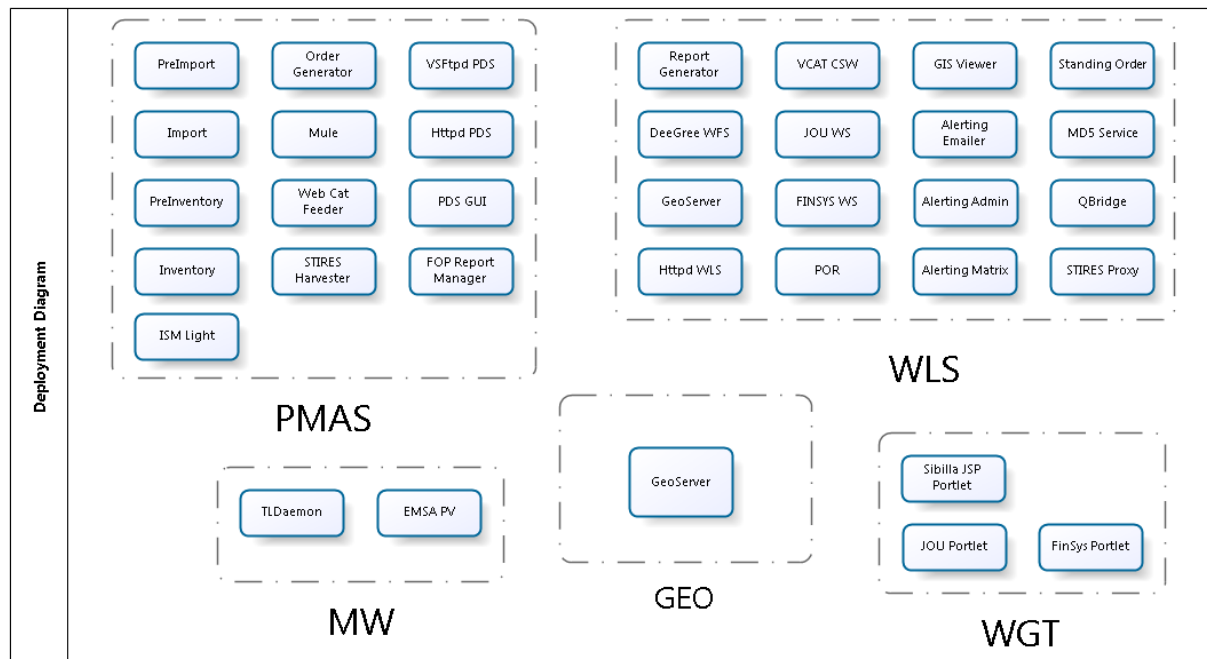 Deployment Diagram
PreImport
Order
Generator
VSFtpd PDS
Import
Mule
Httpd PDS
PreInventory
Web Cat
Feeder
PDS GUI
Inventory
STIRES
Harvester
FOP Report
Manager
ISM Light
PMAS
Report
Generator
VCAT CSW
GIS Viewer
Standing Order
DeeGree WFS
JOU WS
Alerting
Emailer
MD5 Service
GeoServer
FINSYS WS
Alerting Admin
QBridge
Httpd WLS
POR
Alerting Matrix
STIRES Proxy
WLS
TLDaemon
EMSA PV
MW
GeoServer
GEO
Sibilla JSP
Portlet
JOU Portlet
FinSys Portlet
WGT